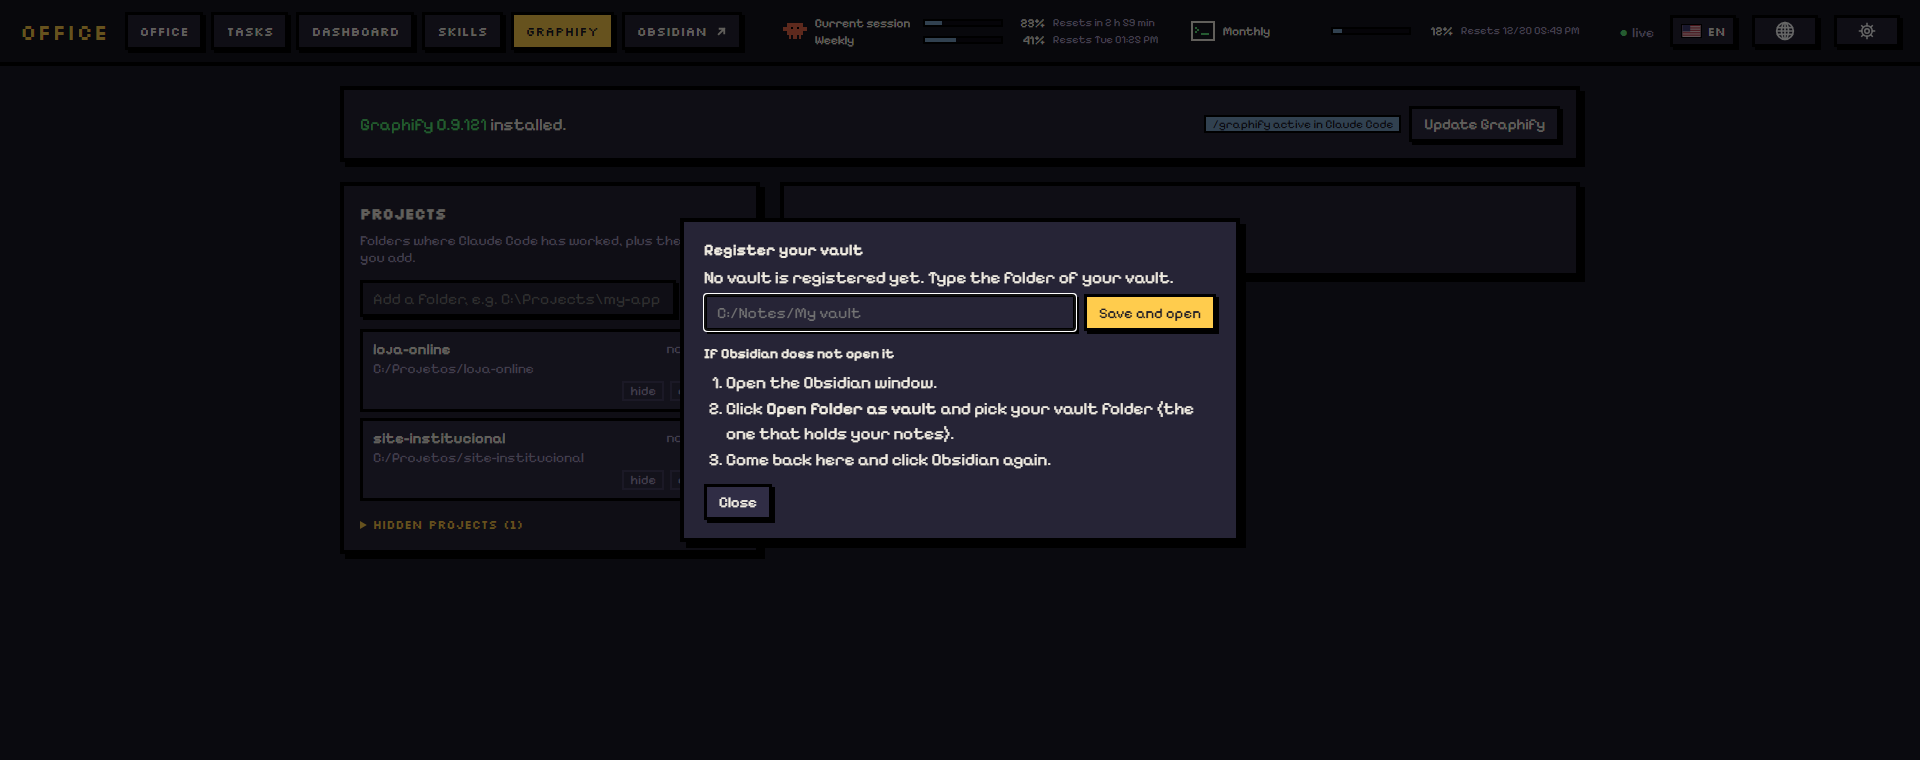 OFFICE
OFFICE
TASKS
DASHBOARD
SKILLS
GRAPHIFY
OBSIDIAN ↗
Current session 23% Resets in 2 h 59 min
Weekly 41% Resets Tue 01:28 PM
Monthly 12% Resets 12/20 08:49 PM
● live
EN
Graphify 0.9.121 installed.
/graphify active in Claude Code
Update Graphify
PROJECTS
Folders where Claude Code has worked, plus the
you add.
Add a folder, e.g. C:\Projects\my-app
loja-online
C:/Projetos/loja-online
hide
site-institucional
C:/Projetos/site-institucional
hide
▶ HIDDEN PROJECTS (1)
Register your vault
No vault is registered yet. Type the folder of your vault.
C:/Notes/My vault
Save and open
If Obsidian does not open it
1. Open the Obsidian window.
2. Click Open folder as vault and pick your vault folder (the
one that holds your notes).
3. Come back here and click Obsidian again.
Close